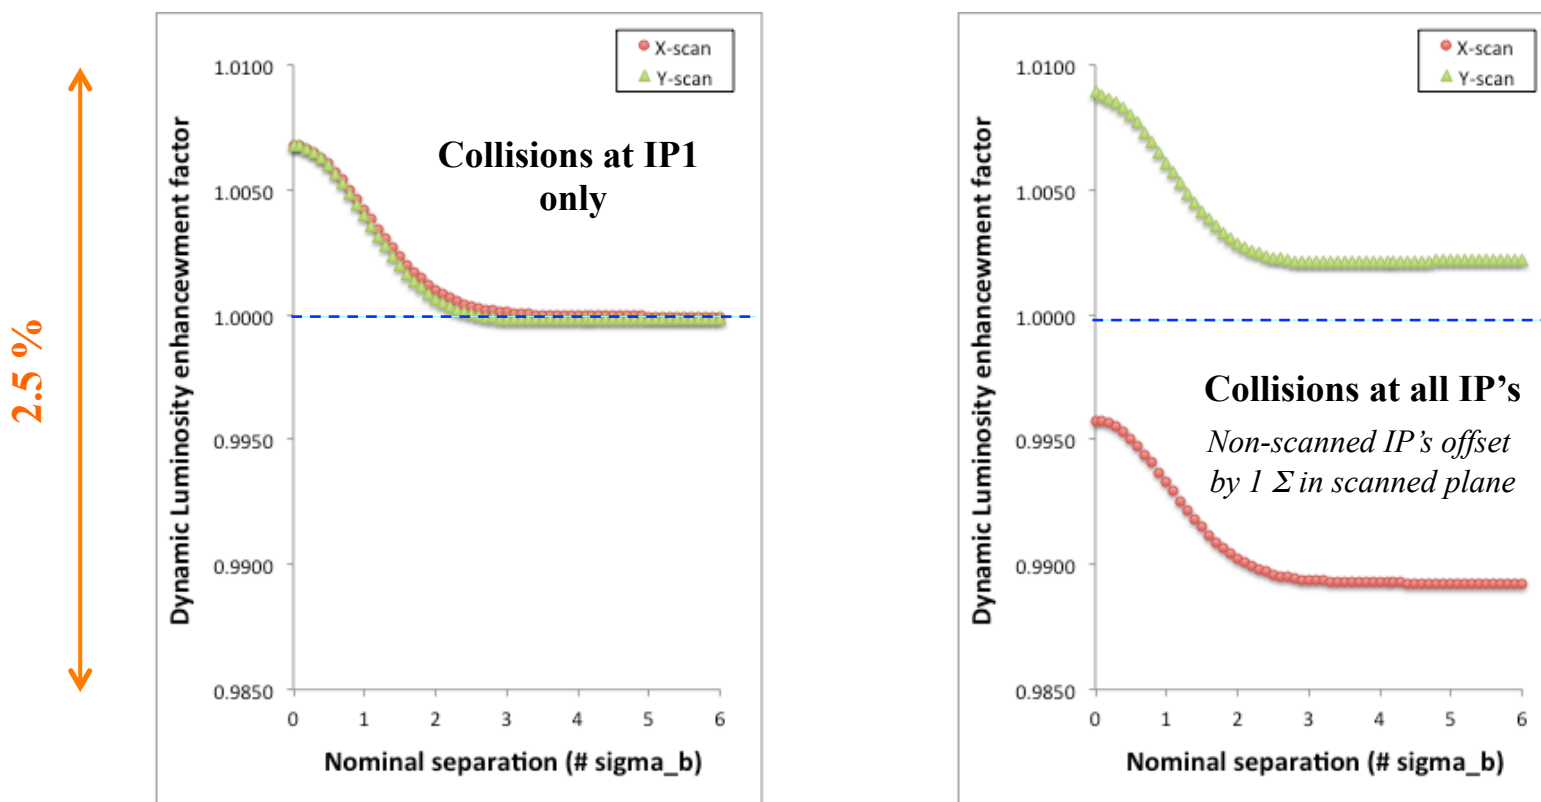 2.5 %
Dynamic Luminosity enhancewment factor
X-scan
Y-scan
1.0100
1.0050
1.0000
0.9950
0.9900
0.9850
Collisions at IP1
only
0 1 2 3 4 5 6
Nominal separation (# sigma_b)
Dynamic Luminosity enhancewment factor
X-scan
Y-scan
1.0100
1.0050
1.0000
0.9950
0.9900
0.9850
Collisions at all IP’s
Non-scanned IP’s offset
by 1 Σ in scanned plane
0 1 2 3 4 5 6
Nominal separation (# sigma_b)